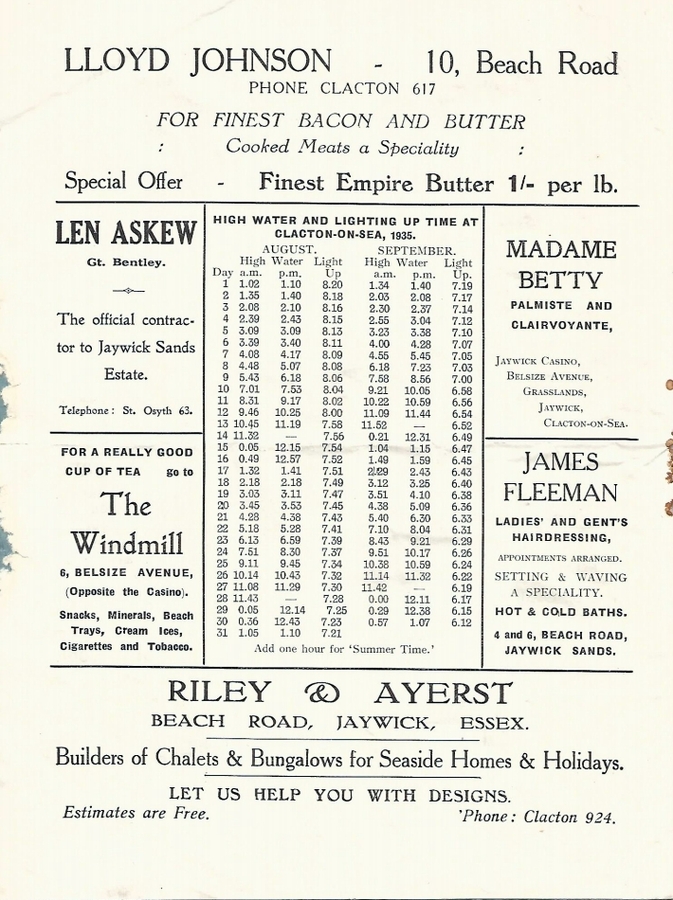 LLOYD JOHNSON - 10, Beach Road
PHONE CLACTON 617
FOR FINEST BACON AND BUTTER
: Cooked Meats a Speciality :
Special Offer - Finest Empire Butter 1/- per lb.
LEN ASKEW
Gt. Bentley.
The official contrac-
tor to Jaywick Sands
Estate.
Telephone : St. Osyth 63.
FOR A REALLY GOOD
CUP OF TEA go to
The
Windmill
6, BELSIZE AVENUE,
(Opposite the Casino).
Snacks, Minerals, Beach
Trays, Cream Ices,
Cigarettes and Tobacco.
HIGH WATER AND LIGHTING UP TIME AT
CLACTON-ON-SEA, 1935.
AUGUST. SEPTEMBER.
High Water Light High Water Light
Day a.m. p.m. Up a.m. p.m. Up.
1 1.02 1.10 8.20 1.34 1.40 7.19
2 1.35 1.40 8.18 2.03 2.08 7.17
3 2.08 2.10 8.16 2.30 2.37 7.14
4 2.39 2.43 8.15 2.55 3.04 7.12
5 3.09 3.09 8.13 3.23 3.38 7.10
6 3.39 3.40 8.11 4.00 4.28 7.07
7 4.08 4.17 8.09 4.55 5.45 7.05
8 4.48 5.07 8.08 6.18 7.23 7.03
9 5.43 6.18 8.06 7.58 8.56 7.00
10 7.01 7.53 8.04 9.21 10.05 6.58
11 8.31 9.17 8.02 10.22 10.59 6.56
12 9.46 10.25 8.00 11.09 11.44 6.54
13 10.45 11.19 7.58 11.52 — 6.52
14 11.32 — 7.56 0.21 12.31 6.49
15 0.05 12.15 7.54 1.04 1.15 6.47
16 0.49 12.57 7.52 1.49 1.59 6.45
17 1.32 1.41 7.51 2.29 2.43 6.43
18 2.18 2.18 7.49 3.12 3.25 6.40
19 3.03 3.11 7.47 3.51 4.10 6.38
20 3.45 3.53 7.45 4.38 5.09 6.36
21 4.28 4.38 7.43 5.40 6.30 6.33
22 5.18 5.28 7.41 7.10 8.04 6.31
23 6.13 6.59 7.39 8.43 9.21 6.29
24 7.51 8.30 7.37 9.51 10.17 6.26
25 9.11 9.45 7.34 10.38 10.59 6.24
26 10.14 10.43 7.32 11.14 11.32 6.22
27 11.08 11.29 7.30 11.42 — 6.19
28 11.43 — 7.28 0.00 12.11 6.17
29 0.05 12.14 7.25 0.29 12.38 6.15
30 0.36 12.43 7.23 0.57 1.07 6.12
31 1.05 1.10 7.21
Add one hour for ‘Summer Time.’
MADAME
BETTY
PALMISTE AND
CLAIRVOYANTE,
JAYWICK CASINO,
BELSIZE AVENUE,
GRASSLANDS,
JAYWICK,
CLACTON-ON-SEA.
JAMES
FLEEMAN
LADIES' AND GENT'S
HAIRDRESSING,
APPOINTMENTS ARRANGED.
SETTING & WAVING
A SPECIALITY.
HOT & COLD BATHS.
4 and 6, BEACH ROAD,
JAYWICK SANDS.
RILEY & AYERST
BEACH ROAD, JAYWICK, ESSEX.
Builders of Chalets & Bungalows for Seaside Homes & Holidays.
LET US HELP YOU WITH DESIGNS.
Estimates are Free. 'Phone : Clacton 924.